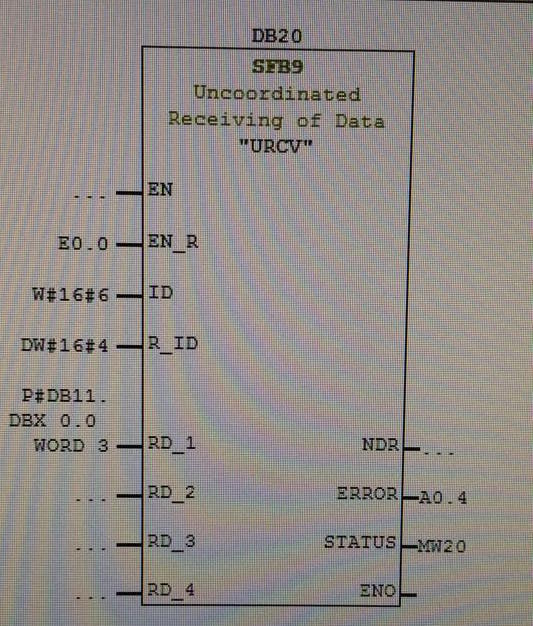 DB20
SFB9
Uncoordinated
Receiving of Data
"URCV"
... EN
E0.0 EN_R
W#16#6 ID
DW#16#4 R_ID
P#DB11.
DBX 0.0
WORD 3 RD_1 NDR ...
... RD_2 ERROR A0.4
... RD_3 STATUS MW20
... RD_4 ENO